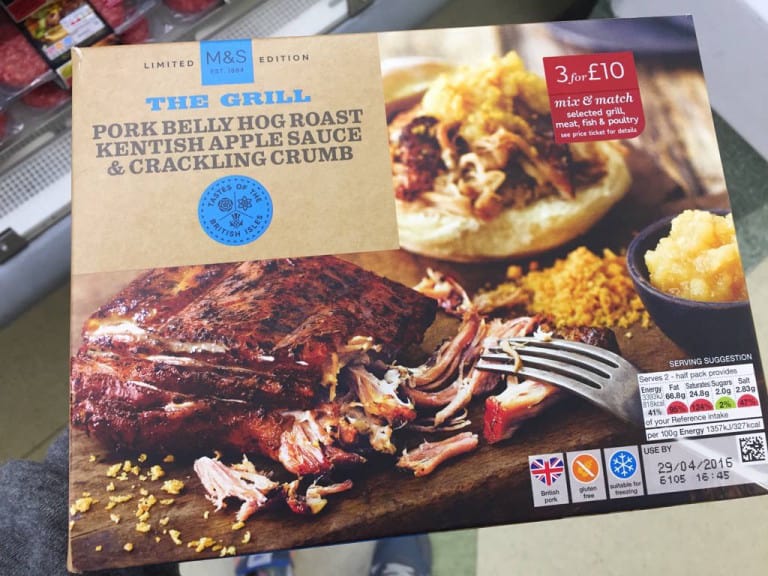 LIMITED M&S EDITION
EST. 1884
THE GRILL
PORK BELLY HOG ROAST
KENTISH APPLE SAUCE
& CRACKLING CRUMB
TASTES OF THE
BRITISH ISLES
3 for £10
mix & match
selected grill,
meat, fish & poultry
see price ticket for details
SERVING SUGGESTION
Serves 2 - half pack provides
Energy Fat Saturates Sugars Salt
3393kJ 66.8g 24.8g 2.0g 2.83g
818kcal
41% 95% 124% 2% 47%
of your Reference intake
per 100g Energy 1357kJ/327kcal
British pork
gluten free
suitable for freezing
USE BY
29/04/2016
6105 16:45